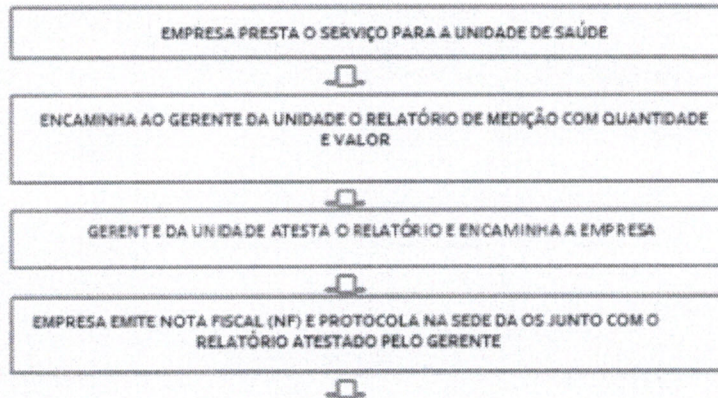 EMPRESA PRESTA O SERVIÇO PARA A UNIDADE DE SAÚDE
ENCAMINHA AO GERENTE DA UNIDADE O RELATÓRIO DE MEDIÇÃO COM QUANTIDADE
E VALOR
GERENTE DA UNIDADE ATESTA O RELATÓRIO E ENCAMINHA A EMPRESA
EMPRESA EMITE NOTA FISCAL (NF) E PROTOCOLA NA SEDE DA OS JUNTO COM O
RELATÓRIO ATESTADO PELO GERENTE